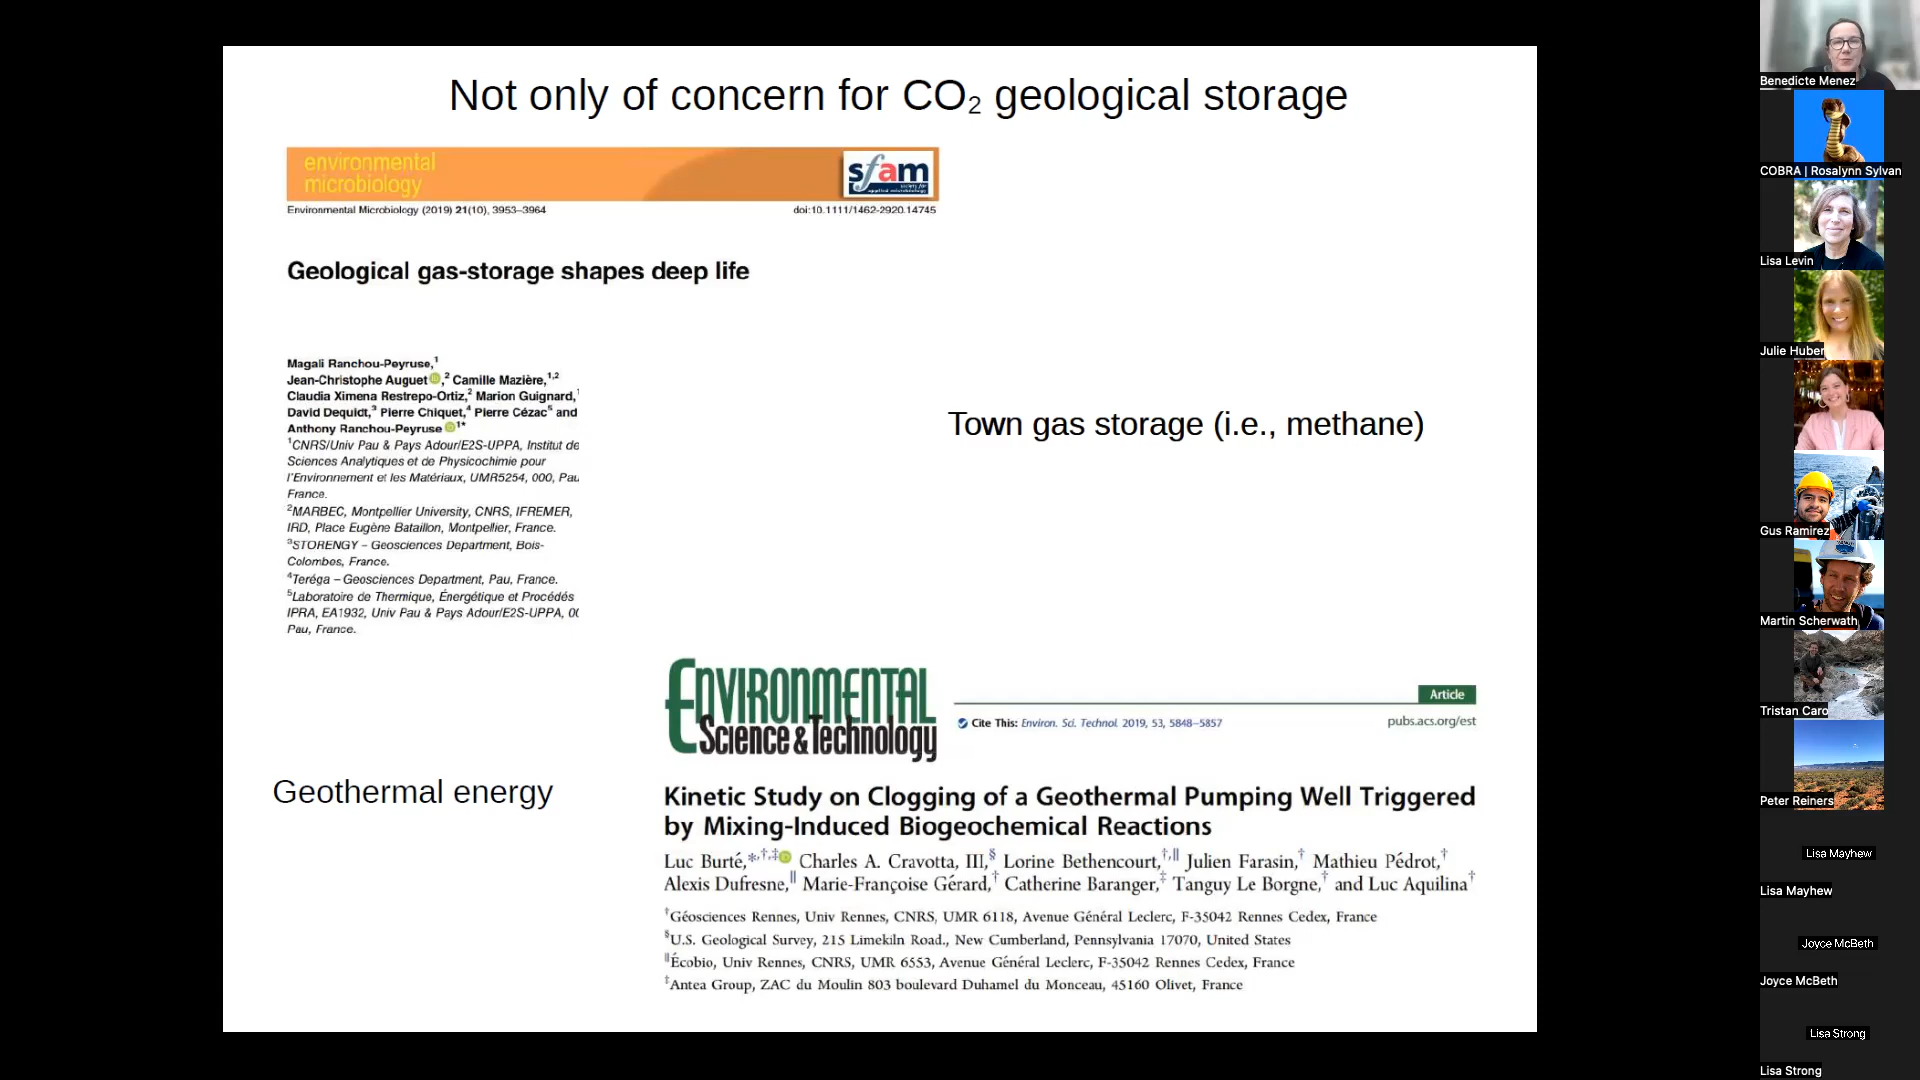 Not only of concern for CO₂ geological storage
environmental
microbiology
sfam
society for
applied microbiology
Environmental Microbiology (2019) 21(10), 3953–3964
doi:10.1111/1462-2920.14745
Geological gas-storage shapes deep life
Magali Ranchou-Peyruse,¹
Jean-Christophe Auguet,² Camille Mazière,¹,²
Claudia Ximena Restrepo-Ortiz,² Marion Guignard,¹
David Dequidt,³ Pierre Chiquet,⁴ Pierre Cézac⁵ and
Anthony Ranchou-Peyruse¹*
¹CNRS/Univ Pau & Pays Adour/E2S-UPPA, Institut de
Sciences Analytiques et de Physicochimie pour
l'Environnement et les Matériaux, UMR5254, 000, Pau
France.
²MARBEC, Montpellier University, CNRS, IFREMER,
IRD, Place Eugène Bataillon, Montpellier, France.
³STORENGY – Geosciences Department, Bois-
Colombes, France.
⁴Teréga – Geosciences Department, Pau, France.
⁵Laboratoire de Thermique, Énergétique et Procédés
IPRA, EA1932, Univ Pau & Pays Adour/E2S-UPPA, 00
Pau, France.
Town gas storage (i.e., methane)
Environmental
Science & Technology
Article
Cite This: Environ. Sci. Technol. 2019, 53, 5848–5857
pubs.acs.org/est
Geothermal energy
Kinetic Study on Clogging of a Geothermal Pumping Well Triggered
by Mixing-Induced Biogeochemical Reactions
Luc Burté,*,†,‡ Charles A. Cravotta, III,§ Lorine Bethencourt,†,∥ Julien Farasin,† Mathieu Pédrot,†
Alexis Dufresne,∥ Marie-Françoise Gérard,† Catherine Baranger,‡ Tanguy Le Borgne,† and Luc Aquilina†
†Géosciences Rennes, Univ Rennes, CNRS, UMR 6118, Avenue Général Leclerc, F-35042 Rennes Cedex, France
§U.S. Geological Survey, 215 Limekiln Road., New Cumberland, Pennsylvania 17070, United States
∥Écobio, Univ Rennes, CNRS, UMR 6553, Avenue Général Leclerc, F-35042 Rennes Cedex, France
‡Antea Group, ZAC du Moulin 803 boulevard Duhamel du Monceau, 45160 Olivet, France
Benedicte Menez
COBRA | Rosalynn Sylvan
Lisa Levin
Julie Huber
Gus Ramirez
Martin Scherwath
Tristan Caro
Peter Reiners
Lisa Mayhew
Lisa Mayhew
Joyce McBeth
Joyce McBeth
Lisa Strong
Lisa Strong